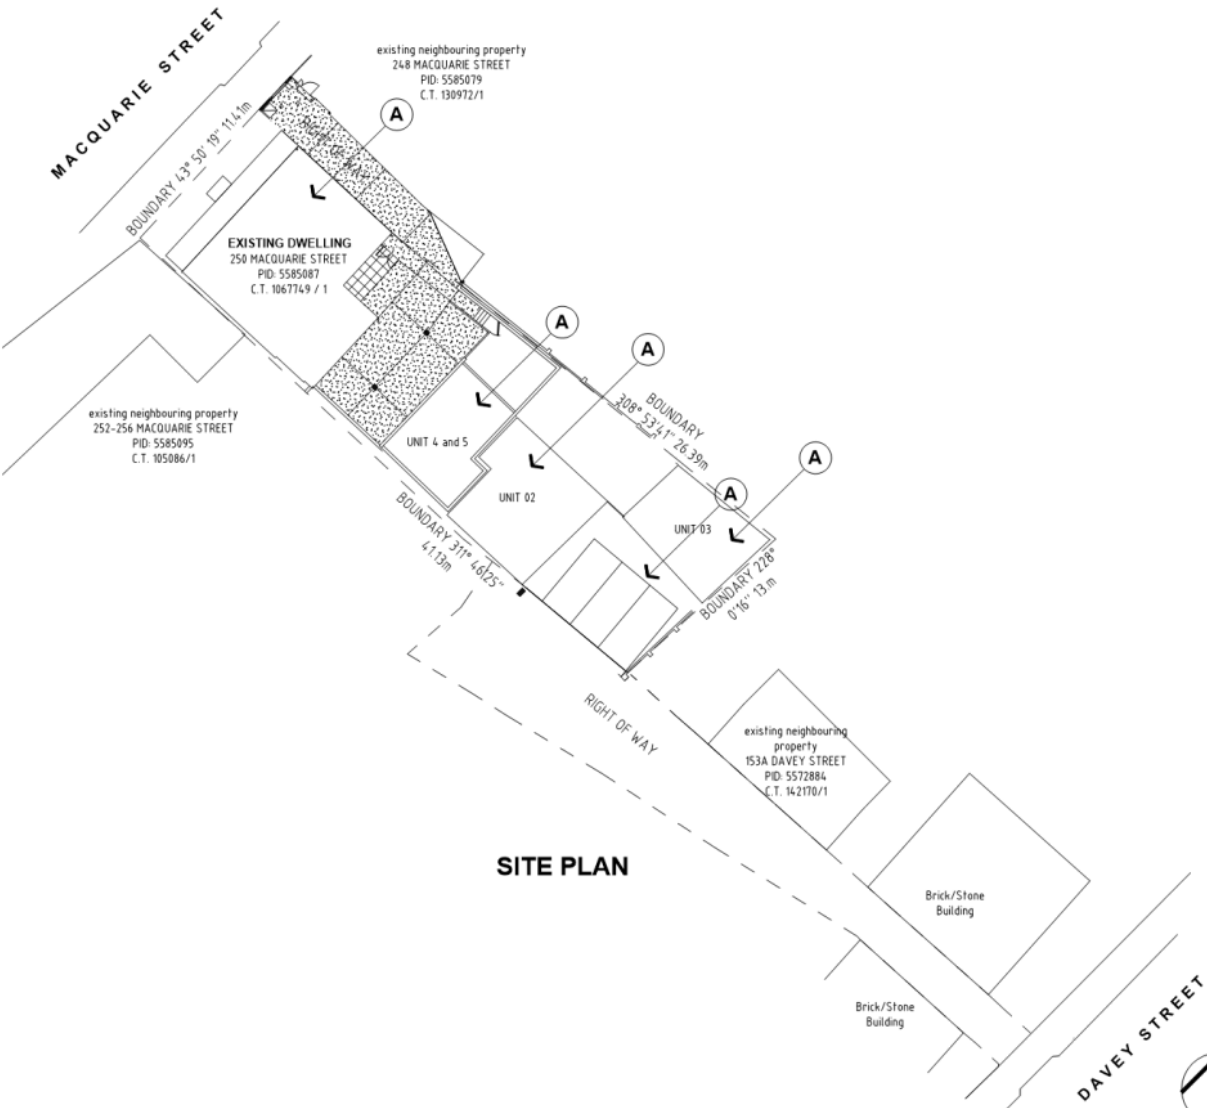 MACQUARIE STREET
existing neighbouring property
248 MACQUARIE STREET
PID: 5585079
C.T. 130972/1
A
RIGHT OF WAY
BOUNDARY 43° 50' 19" 11.41m
EXISTING DWELLING
250 MACQUARIE STREET
PID: 5585087
C.T. 1067749 / 1
A
A
BOUNDARY
308° 53'41" 26.39m
existing neighbouring property
252-256 MACQUARIE STREET
PID: 5585095
C.T. 105086/1
UNIT 4 and 5
A
A
UNIT 02
UNIT 03
BOUNDARY 311° 46'25"
41.13m
BOUNDARY 228°
0'16" 13.m
RIGHT OF WAY
existing neighbouring
property
153A DAVEY STREET
PID: 5572884
C.T. 142170/1
SITE PLAN
Brick/Stone
Building
Brick/Stone
Building
DAVEY STREET